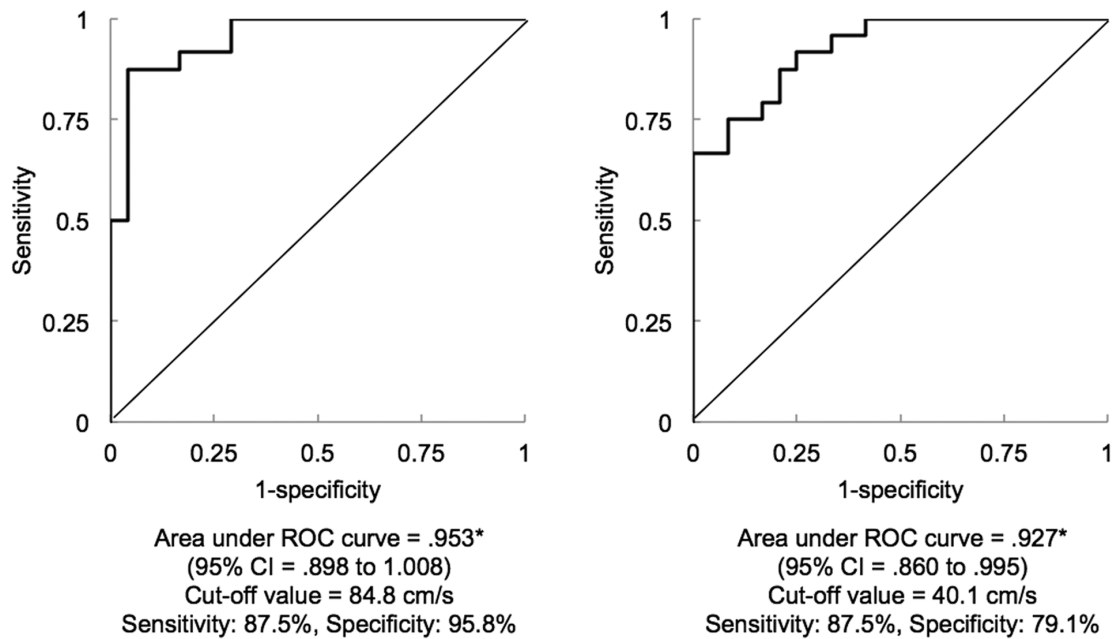 1
0.75
0.5
0.25
0
Sensitivity
0 0.25 0.5 0.75 1
1-specificity
Area under ROC curve = .953*
(95% CI = .898 to 1.008)
Cut-off value = 84.8 cm/s
Sensitivity: 87.5%, Specificity: 95.8%
1
0.75
0.5
0.25
0
Sensitivity
0 0.25 0.5 0.75 1
1-specificity
Area under ROC curve = .927*
(95% CI = .860 to .995)
Cut-off value = 40.1 cm/s
Sensitivity: 87.5%, Specificity: 79.1%